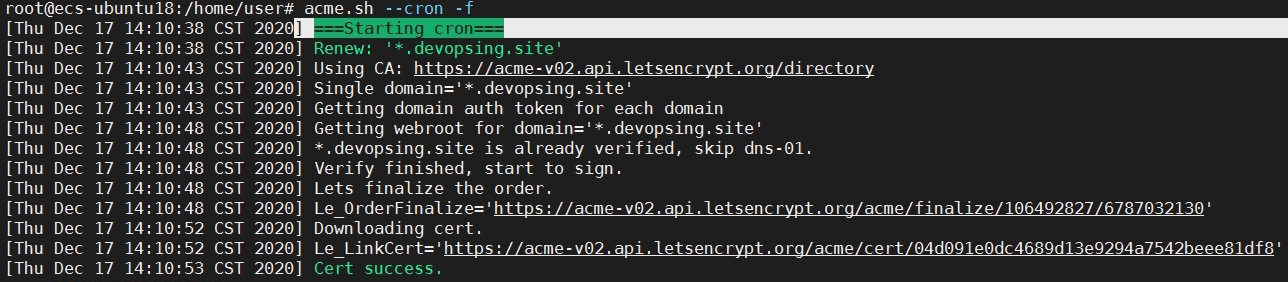 root@ecs-ubuntu18:/home/user# acme.sh --cron -f
[Thu Dec 17 14:10:38 CST 2020] ===Starting cron===
[Thu Dec 17 14:10:38 CST 2020] Renew: '*.devopsing.site'
[Thu Dec 17 14:10:43 CST 2020] Using CA: https://acme-v02.api.letsencrypt.org/directory
[Thu Dec 17 14:10:43 CST 2020] Single domain='*.devopsing.site'
[Thu Dec 17 14:10:43 CST 2020] Getting domain auth token for each domain
[Thu Dec 17 14:10:48 CST 2020] Getting webroot for domain='*.devopsing.site'
[Thu Dec 17 14:10:48 CST 2020] *.devopsing.site is already verified, skip dns-01.
[Thu Dec 17 14:10:48 CST 2020] Verify finished, start to sign.
[Thu Dec 17 14:10:48 CST 2020] Lets finalize the order.
[Thu Dec 17 14:10:48 CST 2020] Le_OrderFinalize='https://acme-v02.api.letsencrypt.org/acme/finalize/106492827/6787032130'
[Thu Dec 17 14:10:52 CST 2020] Downloading cert.
[Thu Dec 17 14:10:52 CST 2020] Le_LinkCert='https://acme-v02.api.letsencrypt.org/acme/cert/04d091e0dc4689d13e9294a7542beee81df8'
[Thu Dec 17 14:10:53 CST 2020] Cert success.